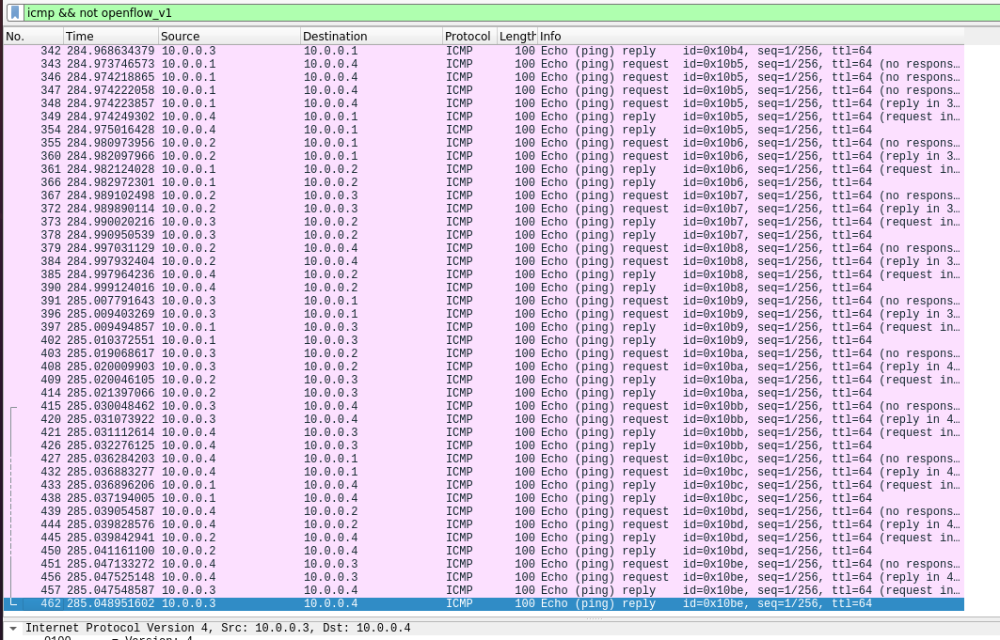 icmp && not openflow_v1
No. Time Source Destination Protocol Length Info
342 284.968634379 10.0.0.3 10.0.0.1 ICMP 100 Echo (ping) reply id=0x10b4, seq=1/256, ttl=64
343 284.973746573 10.0.0.1 10.0.0.4 ICMP 100 Echo (ping) request id=0x10b5, seq=1/256, ttl=64 (no respons…
346 284.974218865 10.0.0.1 10.0.0.4 ICMP 100 Echo (ping) request id=0x10b5, seq=1/256, ttl=64 (no respons…
347 284.974222058 10.0.0.1 10.0.0.4 ICMP 100 Echo (ping) request id=0x10b5, seq=1/256, ttl=64 (no respons…
348 284.974223857 10.0.0.1 10.0.0.4 ICMP 100 Echo (ping) request id=0x10b5, seq=1/256, ttl=64 (reply in 3…
349 284.974249302 10.0.0.4 10.0.0.1 ICMP 100 Echo (ping) reply id=0x10b5, seq=1/256, ttl=64 (request in…
354 284.975016428 10.0.0.4 10.0.0.1 ICMP 100 Echo (ping) reply id=0x10b5, seq=1/256, ttl=64
355 284.980973956 10.0.0.2 10.0.0.1 ICMP 100 Echo (ping) request id=0x10b6, seq=1/256, ttl=64 (no respons…
360 284.982097966 10.0.0.2 10.0.0.1 ICMP 100 Echo (ping) request id=0x10b6, seq=1/256, ttl=64 (reply in 3…
361 284.982124028 10.0.0.1 10.0.0.2 ICMP 100 Echo (ping) reply id=0x10b6, seq=1/256, ttl=64 (request in…
366 284.982972301 10.0.0.1 10.0.0.2 ICMP 100 Echo (ping) reply id=0x10b6, seq=1/256, ttl=64
367 284.989102498 10.0.0.2 10.0.0.3 ICMP 100 Echo (ping) request id=0x10b7, seq=1/256, ttl=64 (no respons…
372 284.989890114 10.0.0.2 10.0.0.3 ICMP 100 Echo (ping) request id=0x10b7, seq=1/256, ttl=64 (reply in 3…
373 284.990020216 10.0.0.3 10.0.0.2 ICMP 100 Echo (ping) reply id=0x10b7, seq=1/256, ttl=64 (request in…
378 284.990950539 10.0.0.3 10.0.0.2 ICMP 100 Echo (ping) reply id=0x10b7, seq=1/256, ttl=64
379 284.997031129 10.0.0.2 10.0.0.4 ICMP 100 Echo (ping) request id=0x10b8, seq=1/256, ttl=64 (no respons…
384 284.997932404 10.0.0.2 10.0.0.4 ICMP 100 Echo (ping) request id=0x10b8, seq=1/256, ttl=64 (reply in 3…
385 284.997964236 10.0.0.4 10.0.0.2 ICMP 100 Echo (ping) reply id=0x10b8, seq=1/256, ttl=64 (request in…
390 284.999124016 10.0.0.4 10.0.0.2 ICMP 100 Echo (ping) reply id=0x10b8, seq=1/256, ttl=64
391 285.007791643 10.0.0.3 10.0.0.1 ICMP 100 Echo (ping) request id=0x10b9, seq=1/256, ttl=64 (no respons…
396 285.009403269 10.0.0.3 10.0.0.1 ICMP 100 Echo (ping) request id=0x10b9, seq=1/256, ttl=64 (reply in 3…
397 285.009494857 10.0.0.1 10.0.0.3 ICMP 100 Echo (ping) reply id=0x10b9, seq=1/256, ttl=64 (request in…
402 285.010372551 10.0.0.1 10.0.0.3 ICMP 100 Echo (ping) reply id=0x10b9, seq=1/256, ttl=64
403 285.019068617 10.0.0.3 10.0.0.2 ICMP 100 Echo (ping) request id=0x10ba, seq=1/256, ttl=64 (no respons…
408 285.020009903 10.0.0.3 10.0.0.2 ICMP 100 Echo (ping) request id=0x10ba, seq=1/256, ttl=64 (reply in 4…
409 285.020046105 10.0.0.2 10.0.0.3 ICMP 100 Echo (ping) reply id=0x10ba, seq=1/256, ttl=64 (request in…
414 285.021397066 10.0.0.2 10.0.0.3 ICMP 100 Echo (ping) reply id=0x10ba, seq=1/256, ttl=64
415 285.030048462 10.0.0.3 10.0.0.4 ICMP 100 Echo (ping) request id=0x10bb, seq=1/256, ttl=64 (no respons…
420 285.031073922 10.0.0.3 10.0.0.4 ICMP 100 Echo (ping) request id=0x10bb, seq=1/256, ttl=64 (reply in 4…
421 285.031112614 10.0.0.4 10.0.0.3 ICMP 100 Echo (ping) reply id=0x10bb, seq=1/256, ttl=64 (request in…
426 285.032276125 10.0.0.4 10.0.0.3 ICMP 100 Echo (ping) reply id=0x10bb, seq=1/256, ttl=64
427 285.036284203 10.0.0.4 10.0.0.1 ICMP 100 Echo (ping) request id=0x10bc, seq=1/256, ttl=64 (no respons…
432 285.036883277 10.0.0.4 10.0.0.1 ICMP 100 Echo (ping) request id=0x10bc, seq=1/256, ttl=64 (reply in 4…
433 285.036896206 10.0.0.1 10.0.0.4 ICMP 100 Echo (ping) reply id=0x10bc, seq=1/256, ttl=64 (request in…
438 285.037194005 10.0.0.1 10.0.0.4 ICMP 100 Echo (ping) reply id=0x10bc, seq=1/256, ttl=64
439 285.039054587 10.0.0.4 10.0.0.2 ICMP 100 Echo (ping) request id=0x10bd, seq=1/256, ttl=64 (no respons…
444 285.039828576 10.0.0.4 10.0.0.2 ICMP 100 Echo (ping) request id=0x10bd, seq=1/256, ttl=64 (reply in 4…
445 285.039842941 10.0.0.2 10.0.0.4 ICMP 100 Echo (ping) reply id=0x10bd, seq=1/256, ttl=64 (request in…
450 285.041161100 10.0.0.2 10.0.0.4 ICMP 100 Echo (ping) reply id=0x10bd, seq=1/256, ttl=64
451 285.047133272 10.0.0.4 10.0.0.3 ICMP 100 Echo (ping) request id=0x10be, seq=1/256, ttl=64 (no respons…
456 285.047525148 10.0.0.4 10.0.0.3 ICMP 100 Echo (ping) request id=0x10be, seq=1/256, ttl=64 (reply in 4…
457 285.047548587 10.0.0.3 10.0.0.4 ICMP 100 Echo (ping) reply id=0x10be, seq=1/256, ttl=64 (request in…
462 285.048951602 10.0.0.3 10.0.0.4 ICMP 100 Echo (ping) reply id=0x10be, seq=1/256, ttl=64
Internet Protocol Version 4, Src: 10.0.0.3, Dst: 10.0.0.4
0100 .... = Version: 4